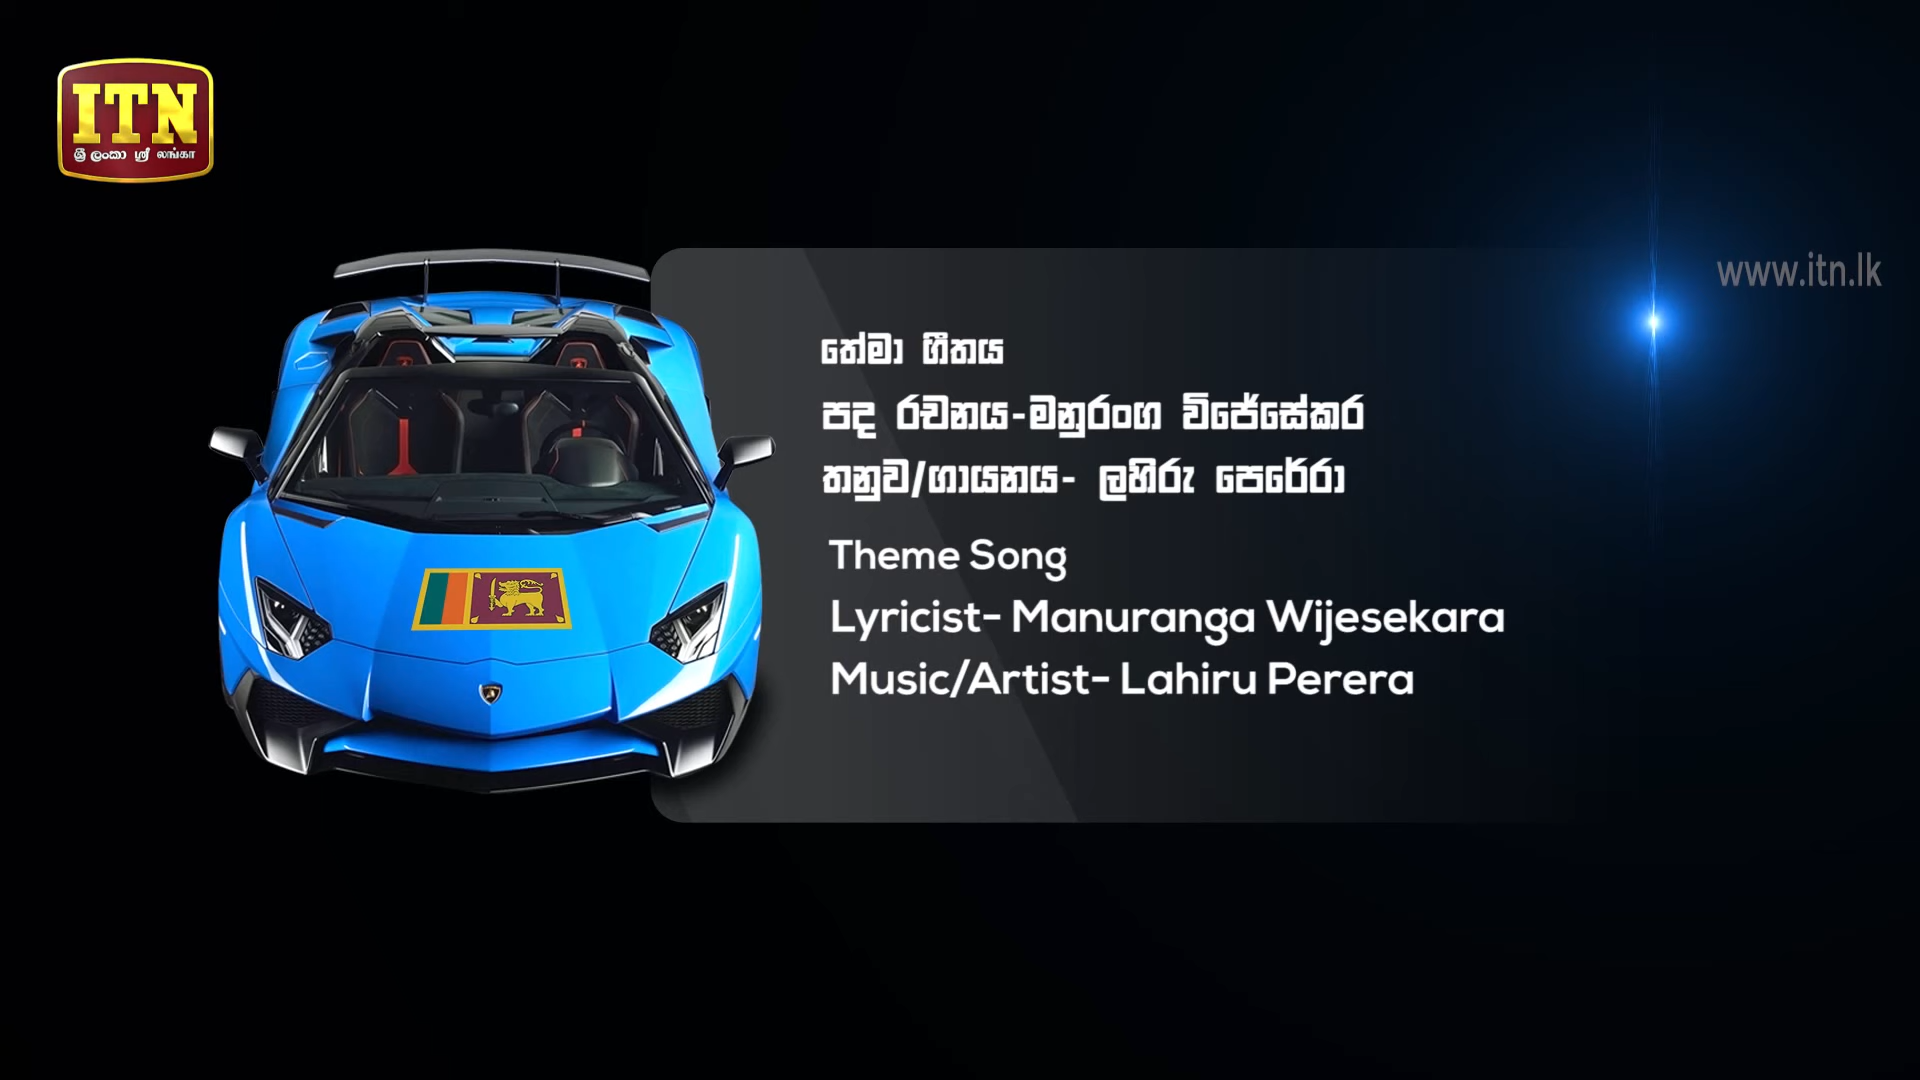 ITN
ශ්‍රී ලංකා ஸ்ரீ லங்கா
www.itn.lk
තේමා ගීතය
පද රචනය-මනුරංග විජේසේකර
තනුව/ගායනය- ලහිරු පෙරේරා
Theme Song
Lyricist- Manuranga Wijesekara
Music/Artist- Lahiru Perera